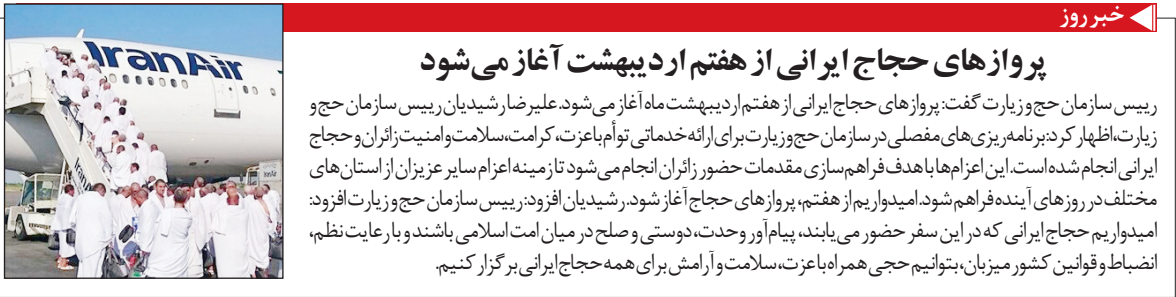 خبر روز
پروازهای حجاج ایرانی از هفتم اردیبهشت آغاز می‌شود
رییس سازمان حج و زیارت گفت: پروازهای حجاج ایرانی از هفتم اردیبهشت ماه آغاز می‌شود. علیرضا رشیدیان رییس سازمان حج و
زیارت، اظهار کرد: برنامه‌ریزی‌های مفصلی در سازمان حج و زیارت برای ارائه خدماتی توأم با عزت، کرامت، سلامت و امنیت زائران و حجاج
ایرانی انجام شده است. این اعزام‌ها با هدف فراهم‌سازی مقدمات حضور زائران انجام می‌شود تا زمینه اعزام سایر عزیزان از استان‌های
مختلف در روزهای آینده فراهم شود. امیدواریم از هفتم، پروازهای حجاج آغاز شود. رشیدیان افزود: رییس سازمان حج و زیارت افزود:
امیدواریم حجاج ایرانی که در این سفر حضور می‌یابند، پیام‌آور وحدت، دوستی و صلح در میان امت اسلامی باشند و با رعایت نظم،
انضباط و قوانین کشور میزبان، بتوانیم حجی همراه با عزت، سلامت و آرامش برای همه حجاج ایرانی برگزار کنیم.
IranAir
IranAir